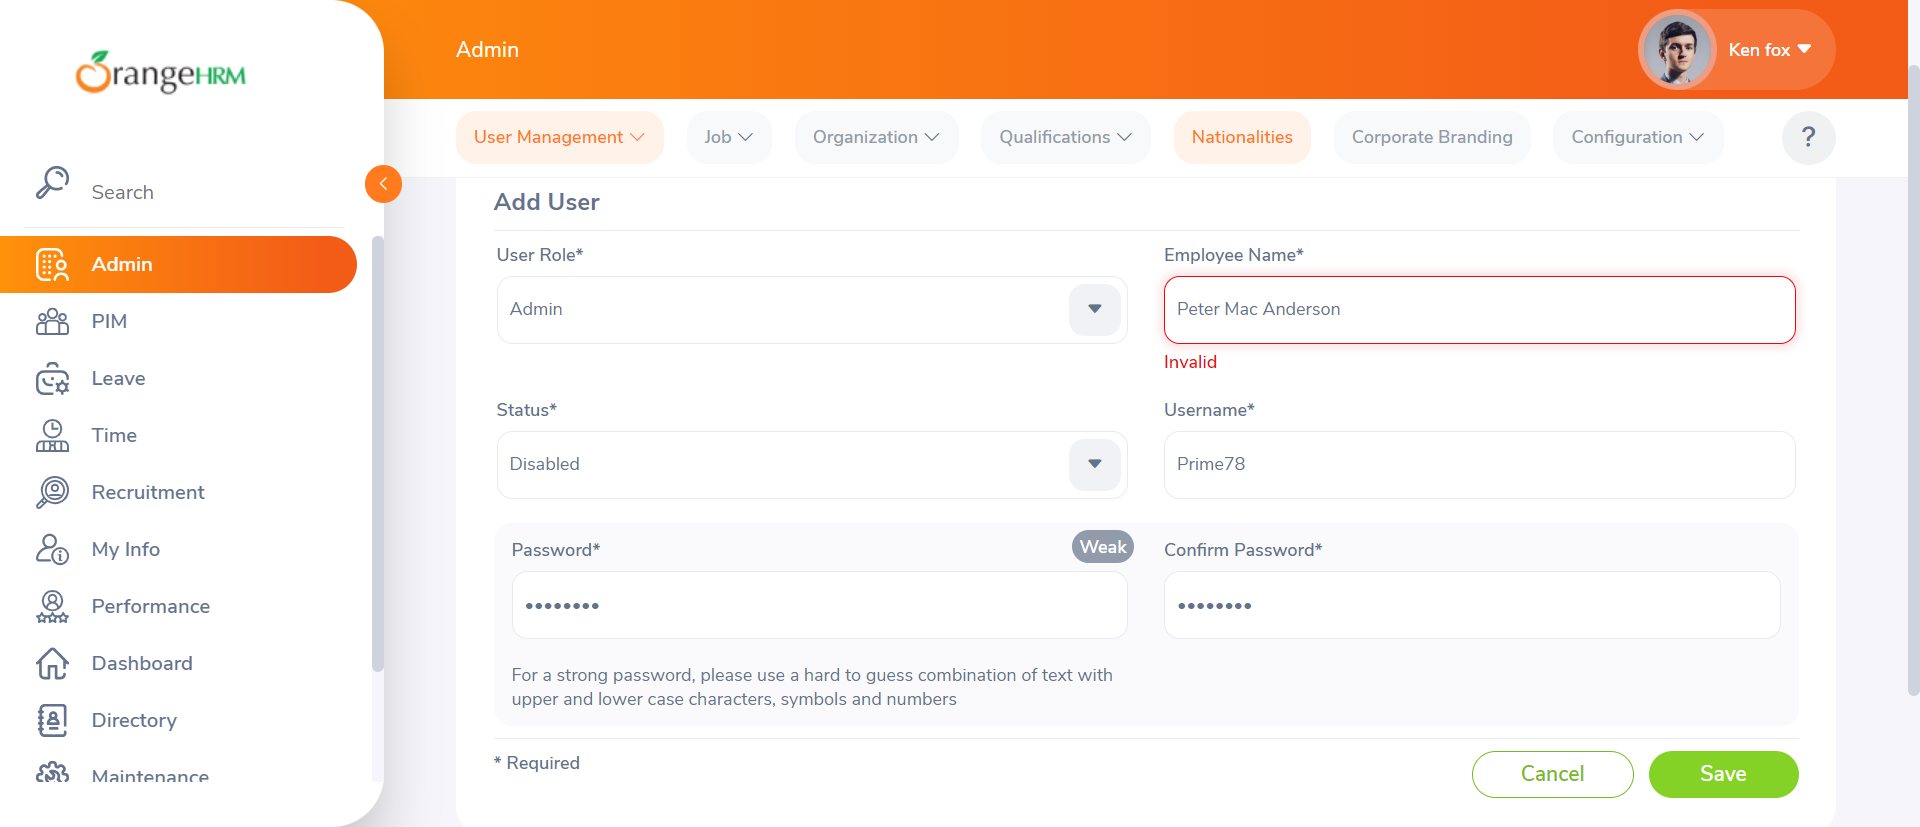 OrangeHRM
Admin
Ken fox
User Management
Job
Organization
Qualifications
Nationalities
Corporate Branding
Configuration
?
Search
Admin
PIM
Leave
Time
Recruitment
My Info
Performance
Dashboard
Directory
Maintenance
Add User
User Role*
Admin
Employee Name*
Peter Mac Anderson
Invalid
Status*
Disabled
Username*
Prime78
Password*
Weak
••••••••
Confirm Password*
••••••••
For a strong password, please use a hard to guess combination of text with
upper and lower case characters, symbols and numbers
* Required
Cancel
Save